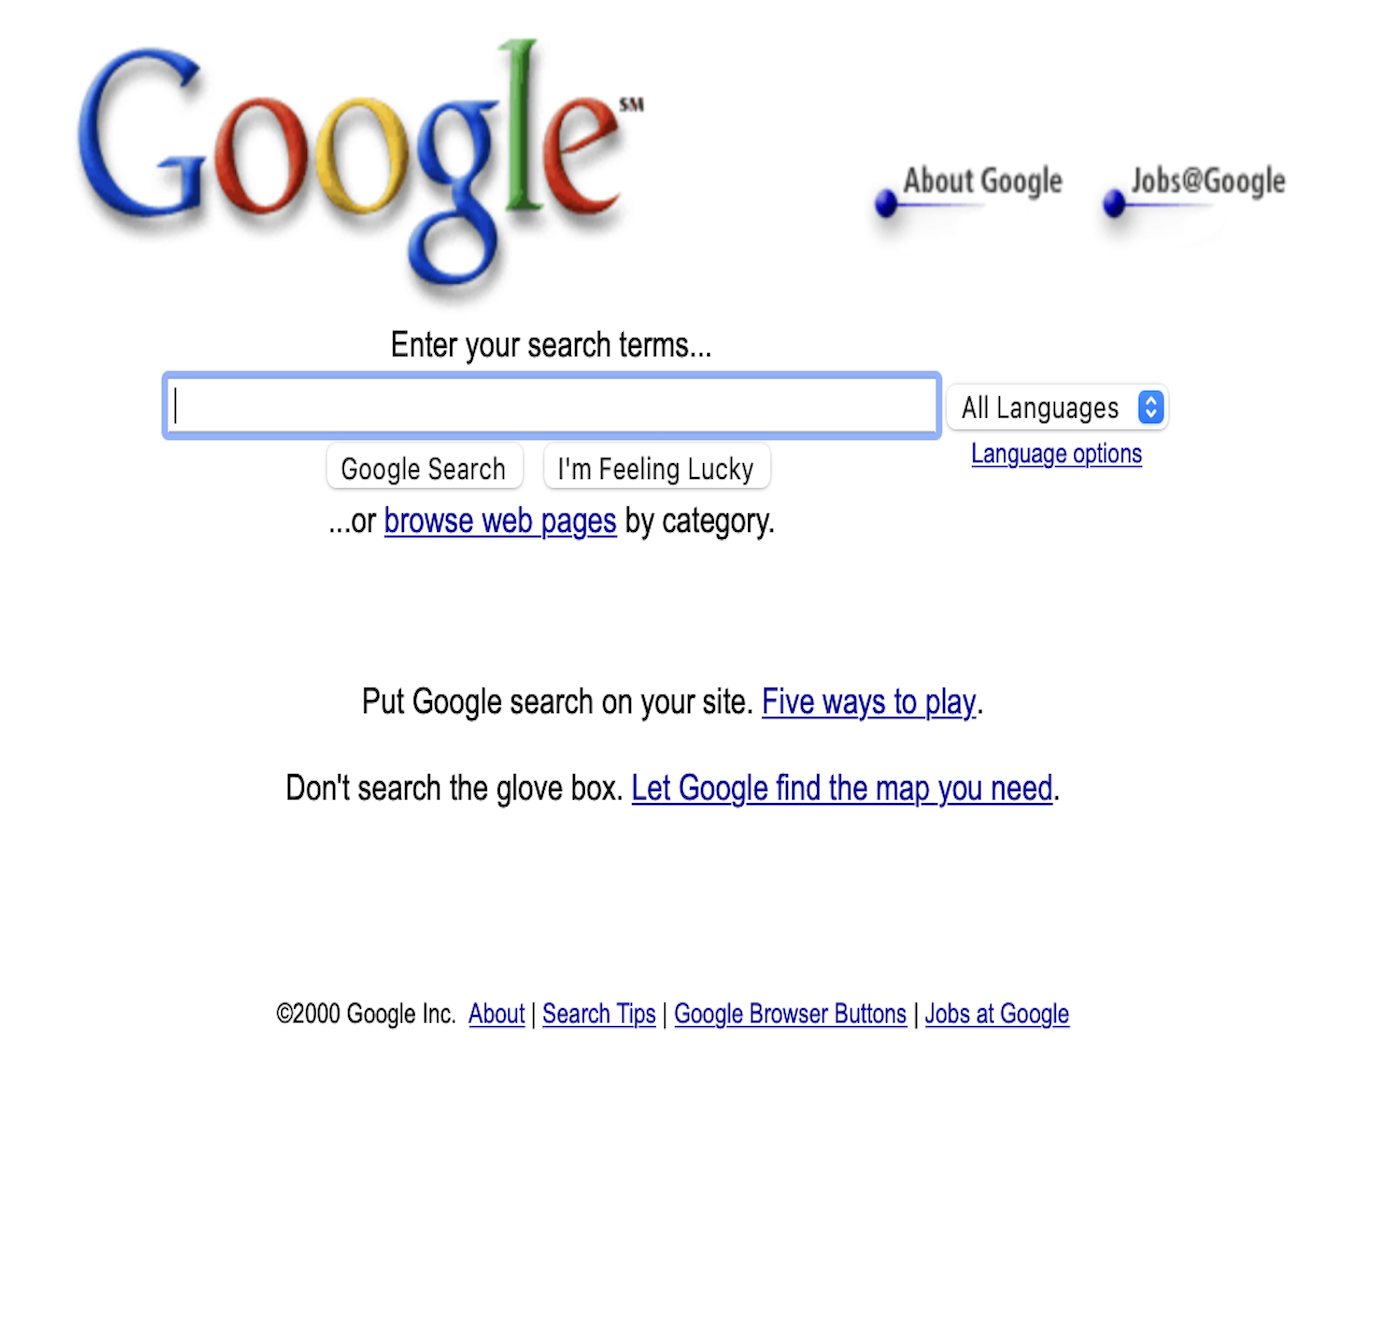 Google SM
About Google Jobs@Google
Enter your search terms...
All Languages
Language options
Google Search I'm Feeling Lucky
...or browse web pages by category.
Put Google search on your site. Five ways to play.
Don't search the glove box. Let Google find the map you need.
©2000 Google Inc. About | Search Tips | Google Browser Buttons | Jobs at Google